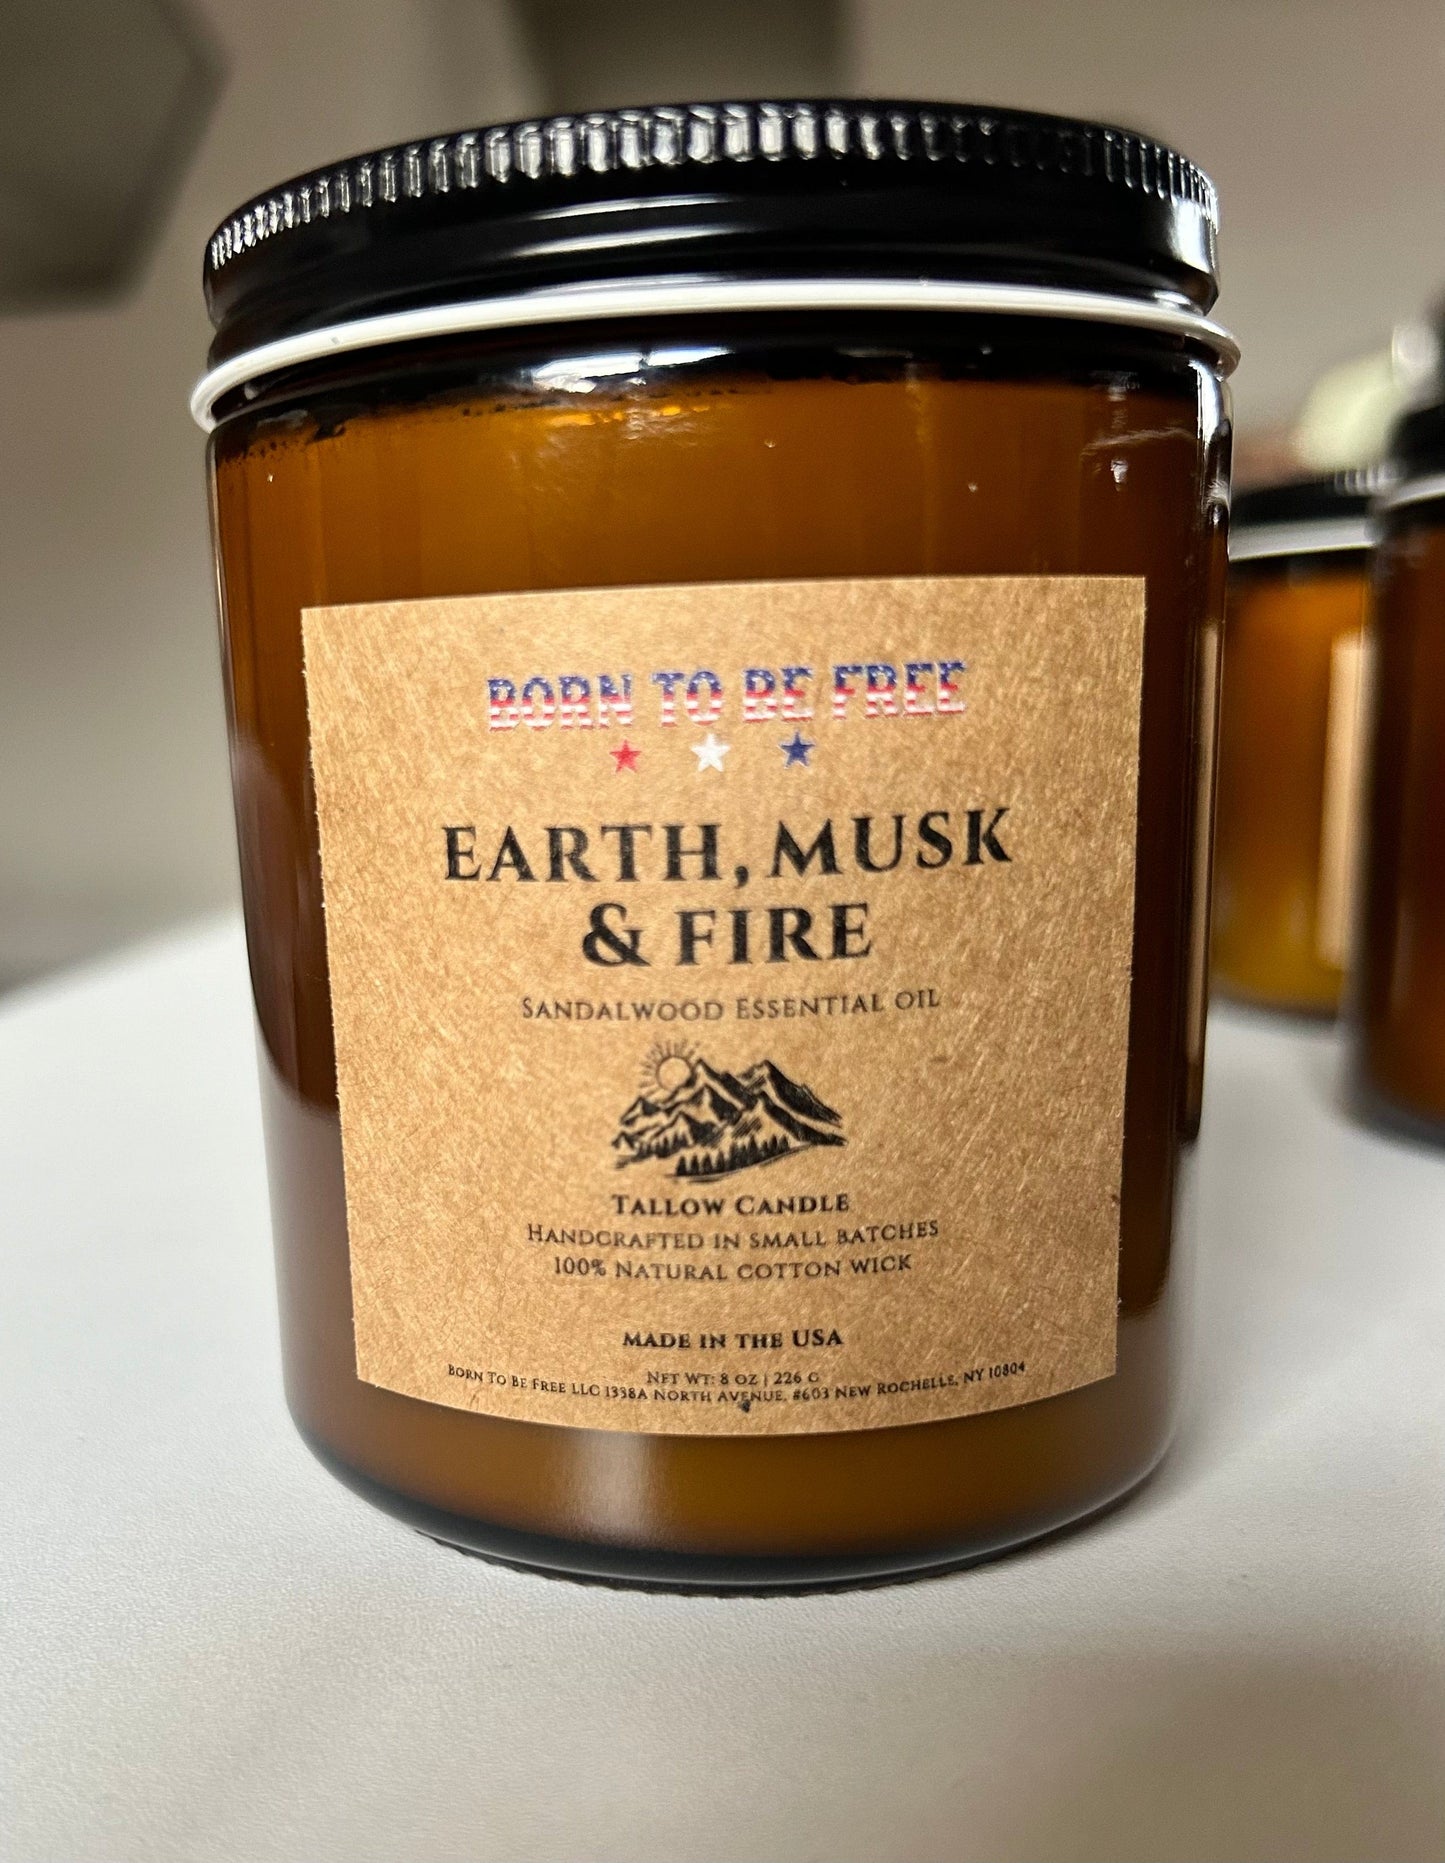 BORN TO BE FREE
EARTH, MUSK
& FIRE
SANDALWOOD ESSENTIAL OIL
TALLOW CANDLE
HANDCRAFTED IN SMALL BATCHES
100% NATURAL COTTON WICK
MADE IN THE USA
NET WT: 8 OZ | 226 G
BORN TO BE FREE LLC 1338A NORTH AVENUE, #603 NEW ROCHELLE, NY 10804